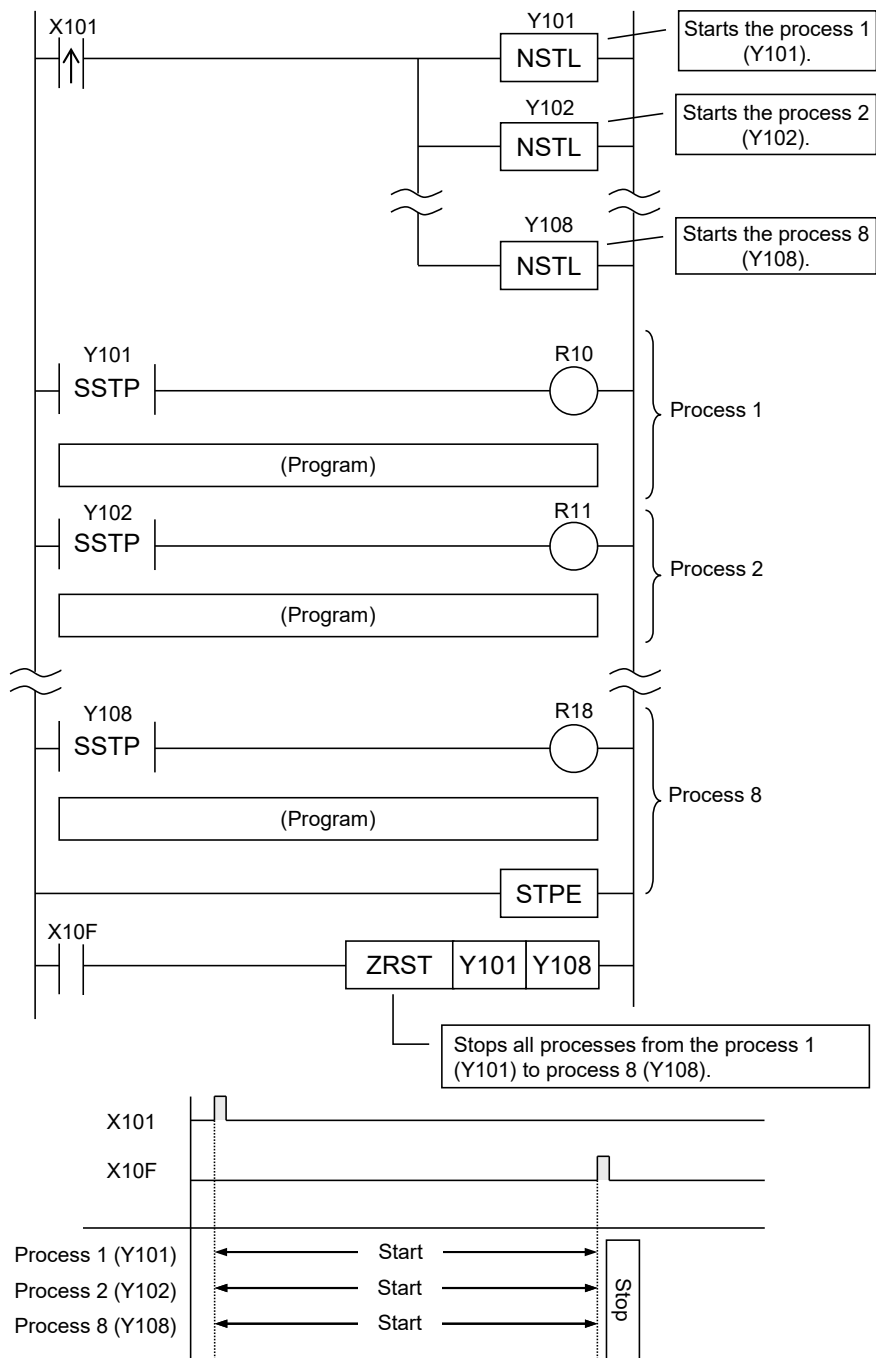 X101
Y101
NSTL
Starts the process 1
(Y101).
Y102
NSTL
Starts the process 2
(Y102).
Y108
NSTL
Starts the process 8
(Y108).
Y101
SSTP
R10
Process 1
(Program)
Y102
SSTP
R11
Process 2
(Program)
Y108
SSTP
R18
Process 8
(Program)
STPE
X10F
ZRST Y101 Y108
Stops all processes from the process 1
(Y101) to process 8 (Y108).
X101
X10F
Process 1 (Y101) Start
Process 2 (Y102) Start
Process 8 (Y108) Start
Stop